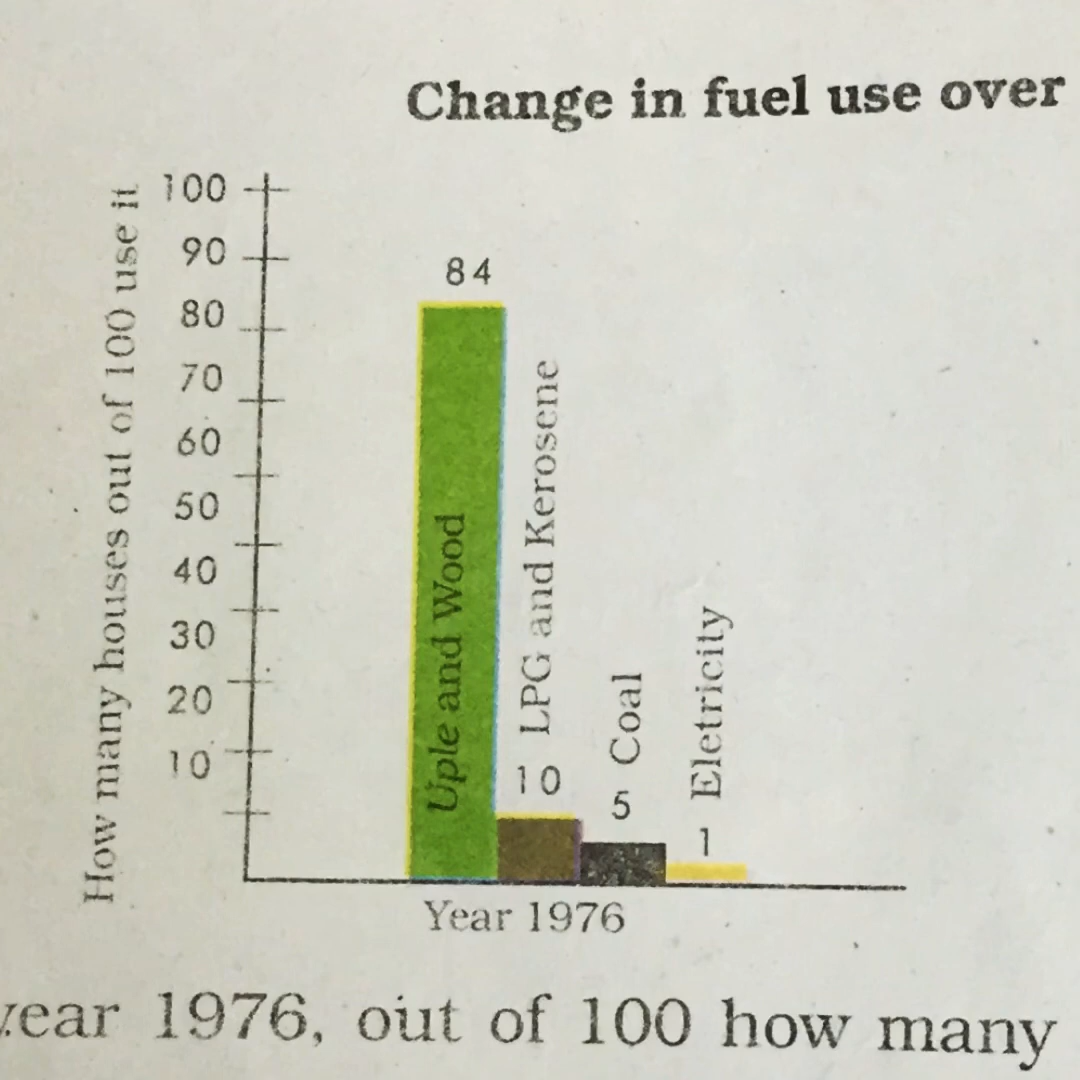 Change in fuel use over
How many houses out of 100 use it
100
90
80
70
60
50
40
30
20
10
84
Uple and Wood
LPG and Kerosene
10
Coal
5
Eletricity
1
Year 1976
year 1976, out of 100 how many